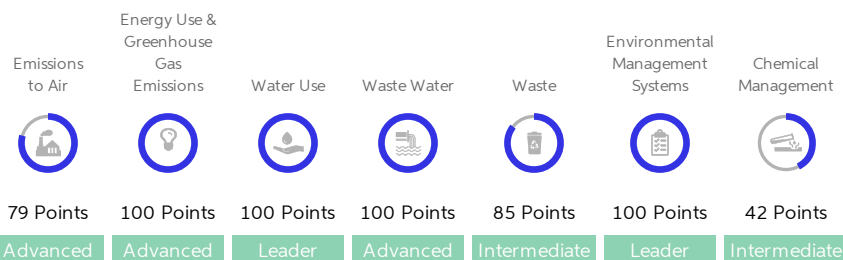 Emissions
to Air
Energy Use &
Greenhouse
Gas
Emissions
Water Use
Waste Water
Waste
Environmental
Management
Systems
Chemical
Management
79 Points
100 Points
100 Points
100 Points
85 Points
100 Points
42 Points
Advanced
Advanced
Leader
Advanced
Intermediate
Leader
Intermediate